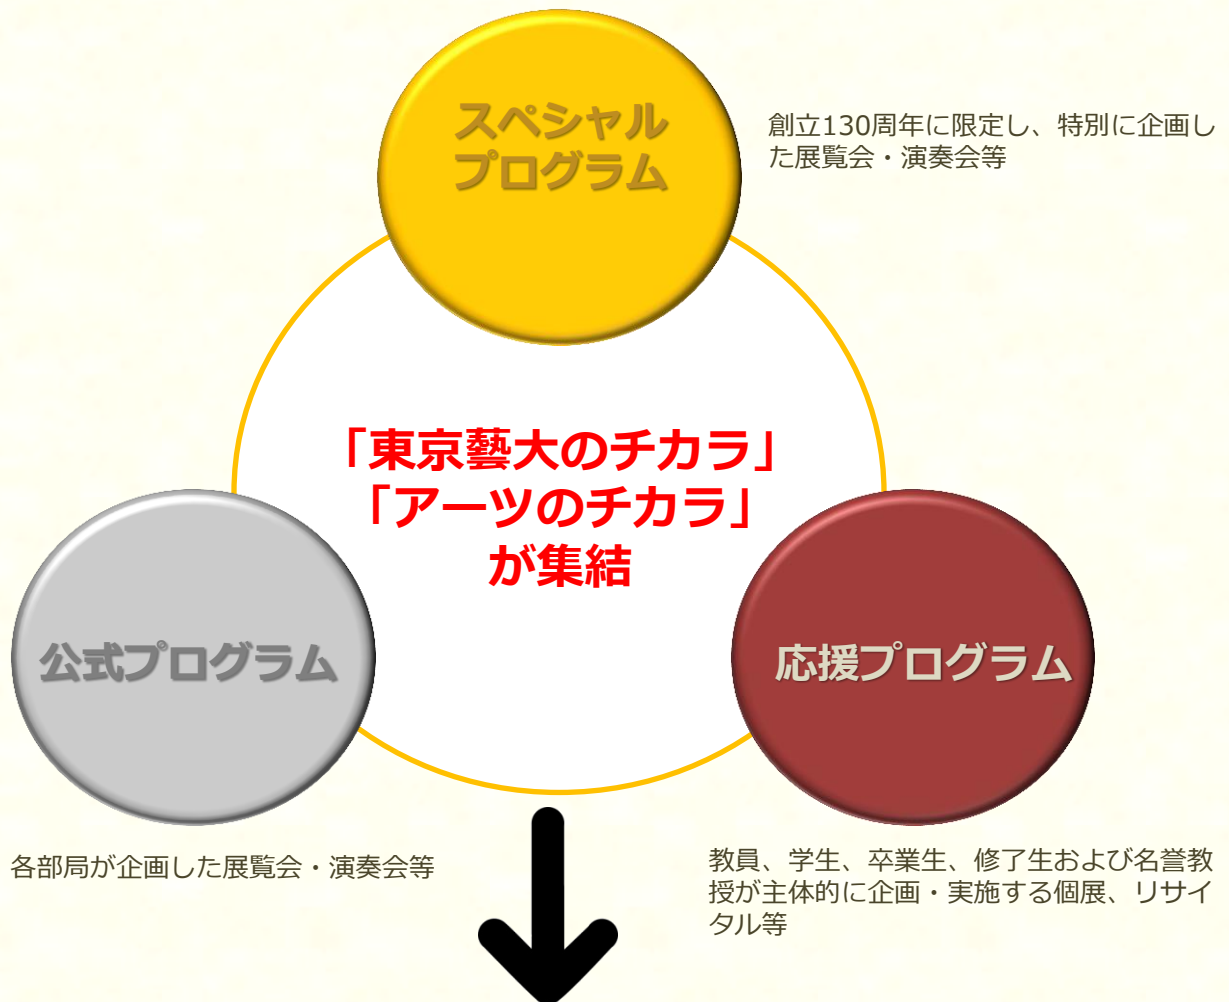 スペシャル
プログラム
創立130周年に限定し、特別に企画し
た展覧会・演奏会等
「東京藝大のチカラ」
「アーツのチカラ」
が集結
公式プログラム
応援プログラム
各部局が企画した展覧会・演奏会等
教員、学生、卒業生、修了生および名誉教
授が主体的に企画・実施する個展、リサイ
タル等